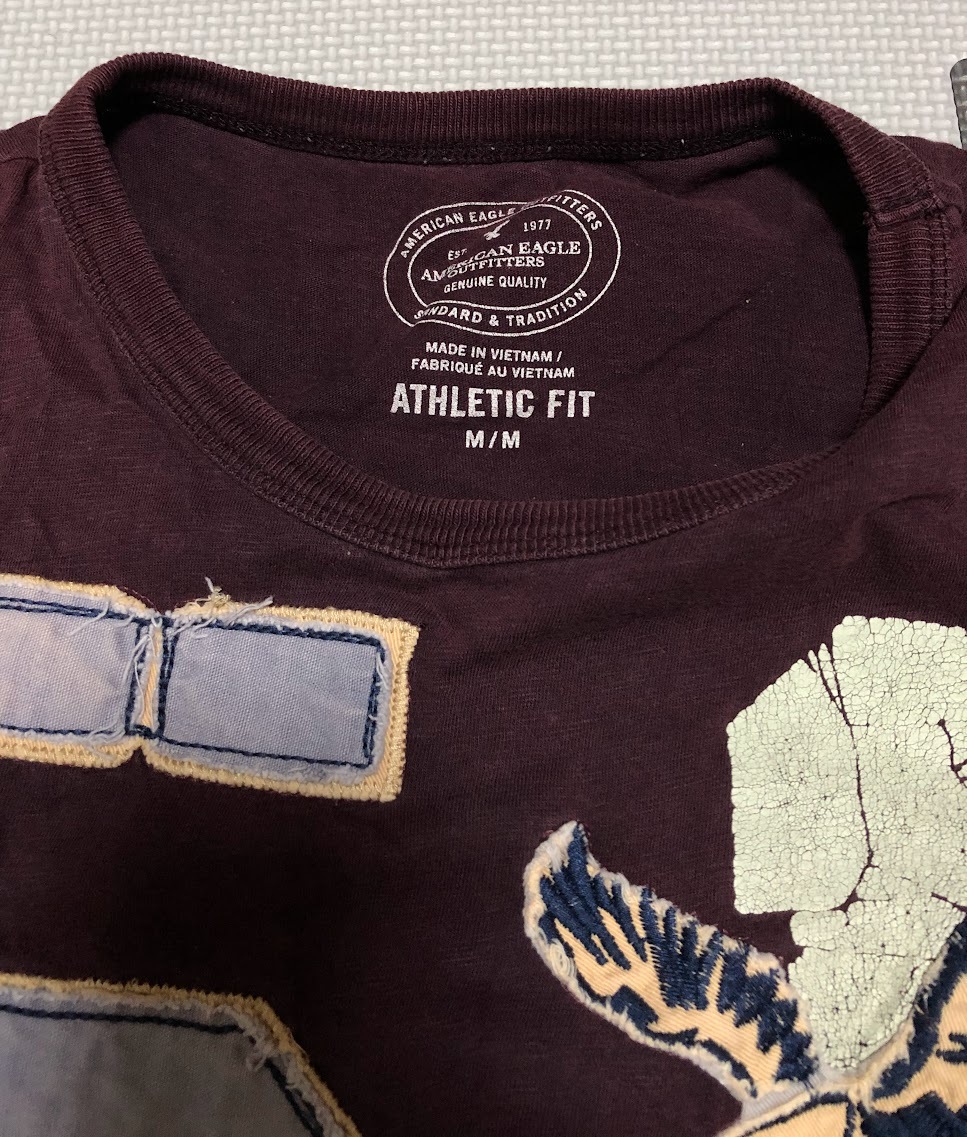 AMERICAN EAGLE OUTFITTERS
EST. 1977
AMERICAN EAGLE
OUTFITTERS
GENUINE QUALITY
STANDARD & TRADITION
MADE IN VIETNAM /
FABRIQUÉ AU VIETNAM
ATHLETIC FIT
M/M